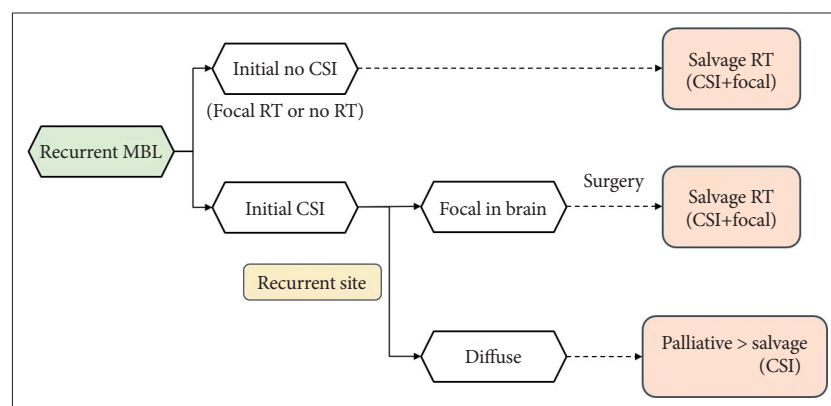 Initial no CSI
(Focal RT or no RT)
Salvage RT
(CSI+focal)
Recurrent MBL
Initial CSI
Focal in brain
Surgery
Salvage RT
(CSI+focal)
Recurrent site
Diffuse
Palliative > salvage
(CSI)